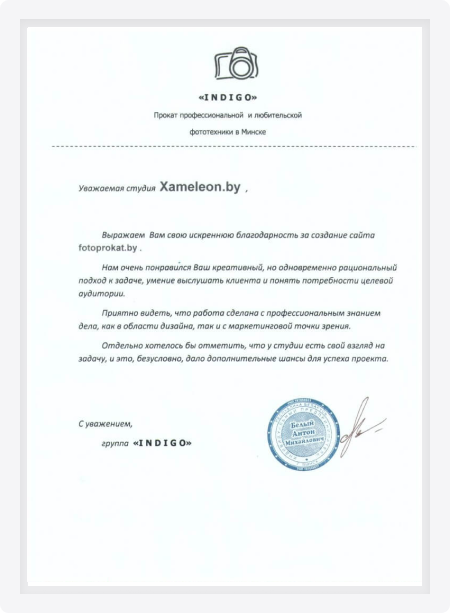 «INDIGO»
Прокат профессиональной и любительской
фототехники в Минске
Уважаемая студия Xameleon.by ,
Выражаем Вам свою искреннюю благодарность за создание сайта
fotoprokat.by .
Нам очень понравился Ваш креативный, но одновременно рациональный
подход к задаче, умение выслушать клиента и понять потребности целевой
аудитории.
Приятно видеть, что работа сделана с профессиональным знанием
дела, как в области дизайна, так и с маркетинговой точки зрения.
Отдельно хотелось бы отметить, что у студии есть свой взгляд на
задачу, и это, безусловно, дало дополнительные шансы для успеха проекта.
С уважением,
группа «INDIGO»
Белый
Антон
Михайлович